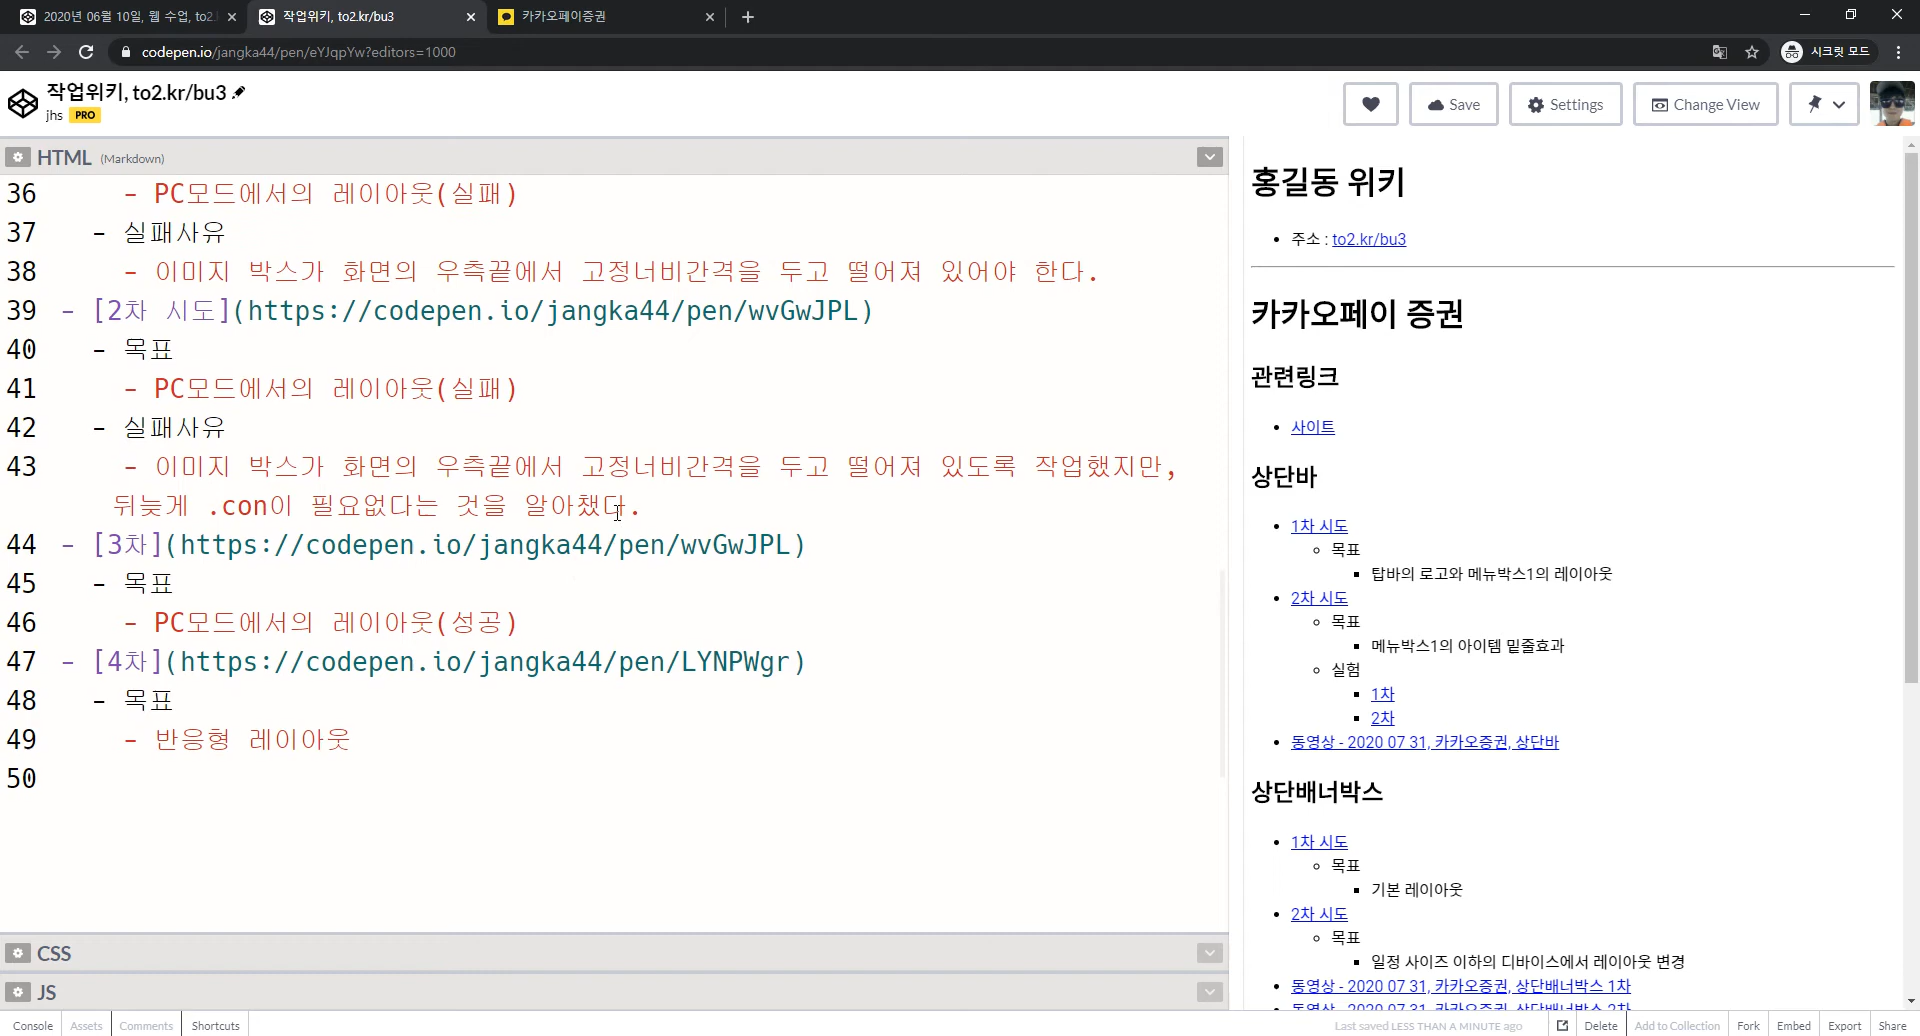 2020년 06월 10일, 웹 수업, to2.
작업위키, to2.kr/bu3
카카오페이증권
codepen.io/jangka44/pen/eYJqpYw?editors=1000
시크릿 모드
작업위키, to2.kr/bu3
jhs PRO
Save
Settings
Change View
HTML (Markdown)
36 - PC모드에서의 레이아웃(실패)
37 - 실패사유
38 - 이미지 박스가 화면의 우측끝에서 고정너비간격을 두고 떨어져 있어야 한다.
39 - [2차 시도](https://codepen.io/jangka44/pen/wvGwJPL)
40 - 목표
41 - PC모드에서의 레이아웃(실패)
42 - 실패사유
43 - 이미지 박스가 화면의 우측끝에서 고정너비간격을 두고 떨어져 있도록 작업했지만,
뒤늦게 .con이 필요없다는 것을 알아챘다.
44 - [3차](https://codepen.io/jangka44/pen/wvGwJPL)
45 - 목표
46 - PC모드에서의 레이아웃(성공)
47 - [4차](https://codepen.io/jangka44/pen/LYNPWgr)
48 - 목표
49 - 반응형 레이아웃
50
CSS
JS
홍길동 위키
주소 : to2.kr/bu3
카카오페이 증권
관련링크
사이트
상단바
1차 시도
목표
탑바의 로고와 메뉴박스1의 레이아웃
2차 시도
목표
메뉴박스1의 아이템 밑줄효과
실험
1차
2차
동영상 - 2020 07 31, 카카오증권, 상단바
상단배너박스
1차 시도
목표
기본 레이아웃
2차 시도
목표
일정 사이즈 이하의 디바이스에서 레이아웃 변경
동영상 - 2020 07 31, 카카오증권, 상단배너박스 1차
동영상 - 2020 07 31, 카카오증권, 상단배너박스 2차
Console
Assets
Comments
Shortcuts
Last saved LESS THAN A MINUTE ago
Delete
Add to Collection
Fork
Embed
Export
Share